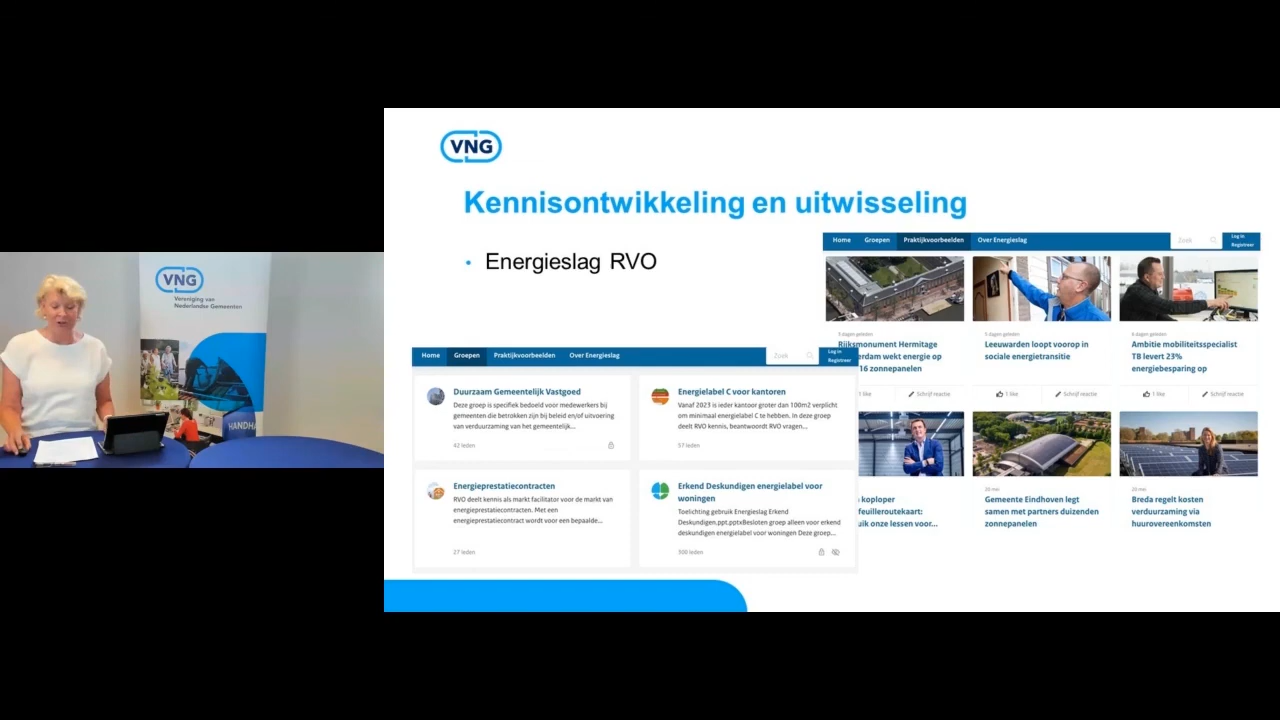 VNG
Vereniging van
Nederlandse Gemeenten
VNG
Kennisontwikkeling en uitwisseling
• Energieslag RVO
Home Groepen Praktijkvoorbeelden Over Energieslag Zoek Log in
Registreer
5 dagen geleden
Rijksmonument Hermitage
erdam wekt energie op
16 zonnepanelen
1 like Schrijf reactie
5 dagen geleden
Leeuwarden loopt voorop in
sociale energietransitie
1 like Schrijf reactie
6 dagen geleden
Ambitie mobiliteitsspecialist
TB levert 23%
energiebesparing op
1 like Schrijf reactie
koploper
feuilleroutekaart:
uik onze lessen voor...
20 mei
Gemeente Eindhoven legt
samen met partners duizenden
zonnepanelen
20 mei
Breda regelt kosten
verduurzaming via
huurovereenkomsten
Home Groepen Praktijkvoorbeelden Over Energieslag Zoek Log in
Registreer
Duurzaam Gemeentelijk Vastgoed
Deze groep is specifiek bedoeld voor medewerkers bij
gemeenten die betrokken zijn bij beleid en/of uitvoering
van verduurzaming van het gemeentelijk...
42 leden
Energielabel C voor kantoren
Vanaf 2023 is ieder kantoor groter dan 100m2 verplicht
om minimaal energielabel C te hebben. In deze groep
deelt RVO kennis, beantwoordt RVO vragen...
57 leden
Energieprestatiecontracten
RVO deelt kennis als markt facilitator voor de markt van
energieprestatiecontracten. Met een
energieprestatiecontract wordt voor een bepaalde...
27 leden
Erkend Deskundigen energielabel voor
woningen
Toelichting gebruik Energieslag Erkend
Deskundigen.ppt.pptxBesloten groep alleen voor erkend
deskundigen energielabel voor woningen Deze groep...
308 leden
HANDHA